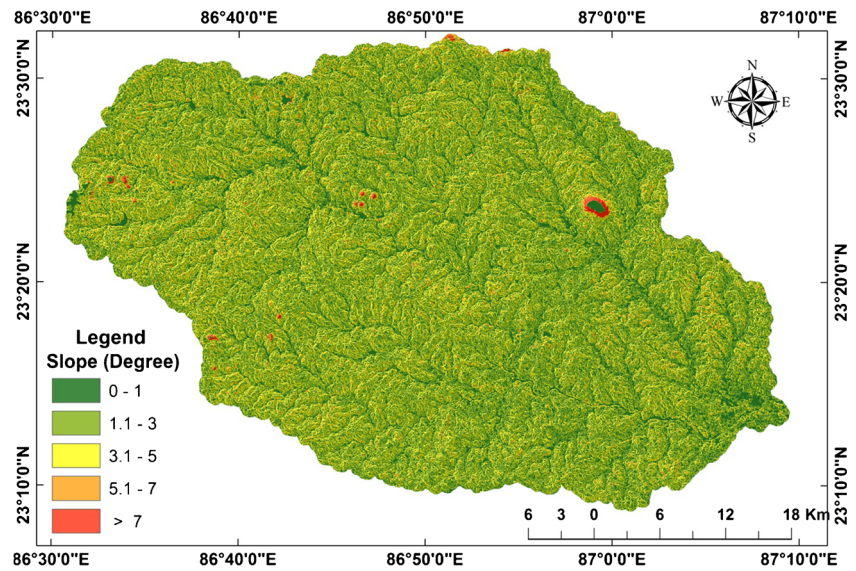 86°30'0"E 86°40'0"E 86°50'0"E 87°0'0"E 87°10'0"E
23°30'0"N 23°30'0"N
N
W E
S
23°20'0"N 23°20'0"N
Legend
Slope (Degree)
0 - 1
1.1 - 3
3.1 - 5
5.1 - 7
> 7
23°10'0"N 23°10'0"N
6 3 0 6 12 18 Km
86°30'0"E 86°40'0"E 86°50'0"E 87°0'0"E 87°10'0"E